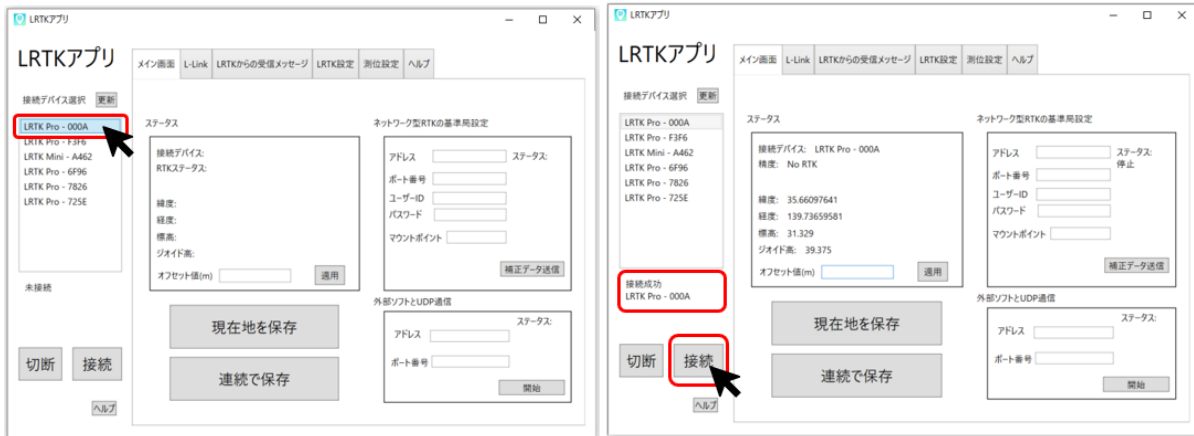 LRTKアプリ
LRTKアプリ
メイン画面 L-Link LRTKからの受信メッセージ LRTK設定 測位設定 ヘルプ
接続デバイス選択 更新
LRTK Pro - 000A
LRTK Pro - F3F6
LRTK Mini - A462
LRTK Pro - 6F96
LRTK Pro - 7826
LRTK Pro - 725E
未接続
切断 接続
ヘルプ
ステータス
接続デバイス:
RTKステータス:
緯度:
経度:
標高:
ジオイド高:
オフセット値(m) 適用
現在地を保存
連続で保存
ネットワーク型RTKの基準局設定
アドレス ステータス:
ポート番号
ユーザーID
パスワード
マウントポイント
補正データ送信
外部ソフトとUDP通信
ステータス:
アドレス
ポート番号
開始
LRTKアプリ
LRTKアプリ
メイン画面 L-Link LRTKからの受信メッセージ LRTK設定 測位設定 ヘルプ
接続デバイス選択 更新
LRTK Pro - 000A
LRTK Pro - F3F6
LRTK Mini - A462
LRTK Pro - 6F96
LRTK Pro - 7826
LRTK Pro - 725E
接続成功
LRTK Pro - 000A
切断 接続
ヘルプ
ステータス
接続デバイス: LRTK Pro - 000A
精度: No RTK
緯度: 35.66097641
経度: 139.73659581
標高: 31.329
ジオイド高: 39.375
オフセット値(m) 適用
現在地を保存
連続で保存
ネットワーク型RTKの基準局設定
アドレス ステータス:
停止
ポート番号
ユーザーID
パスワード
マウントポイント
補正データ送信
外部ソフトとUDP通信
ステータス:
アドレス
ポート番号
開始